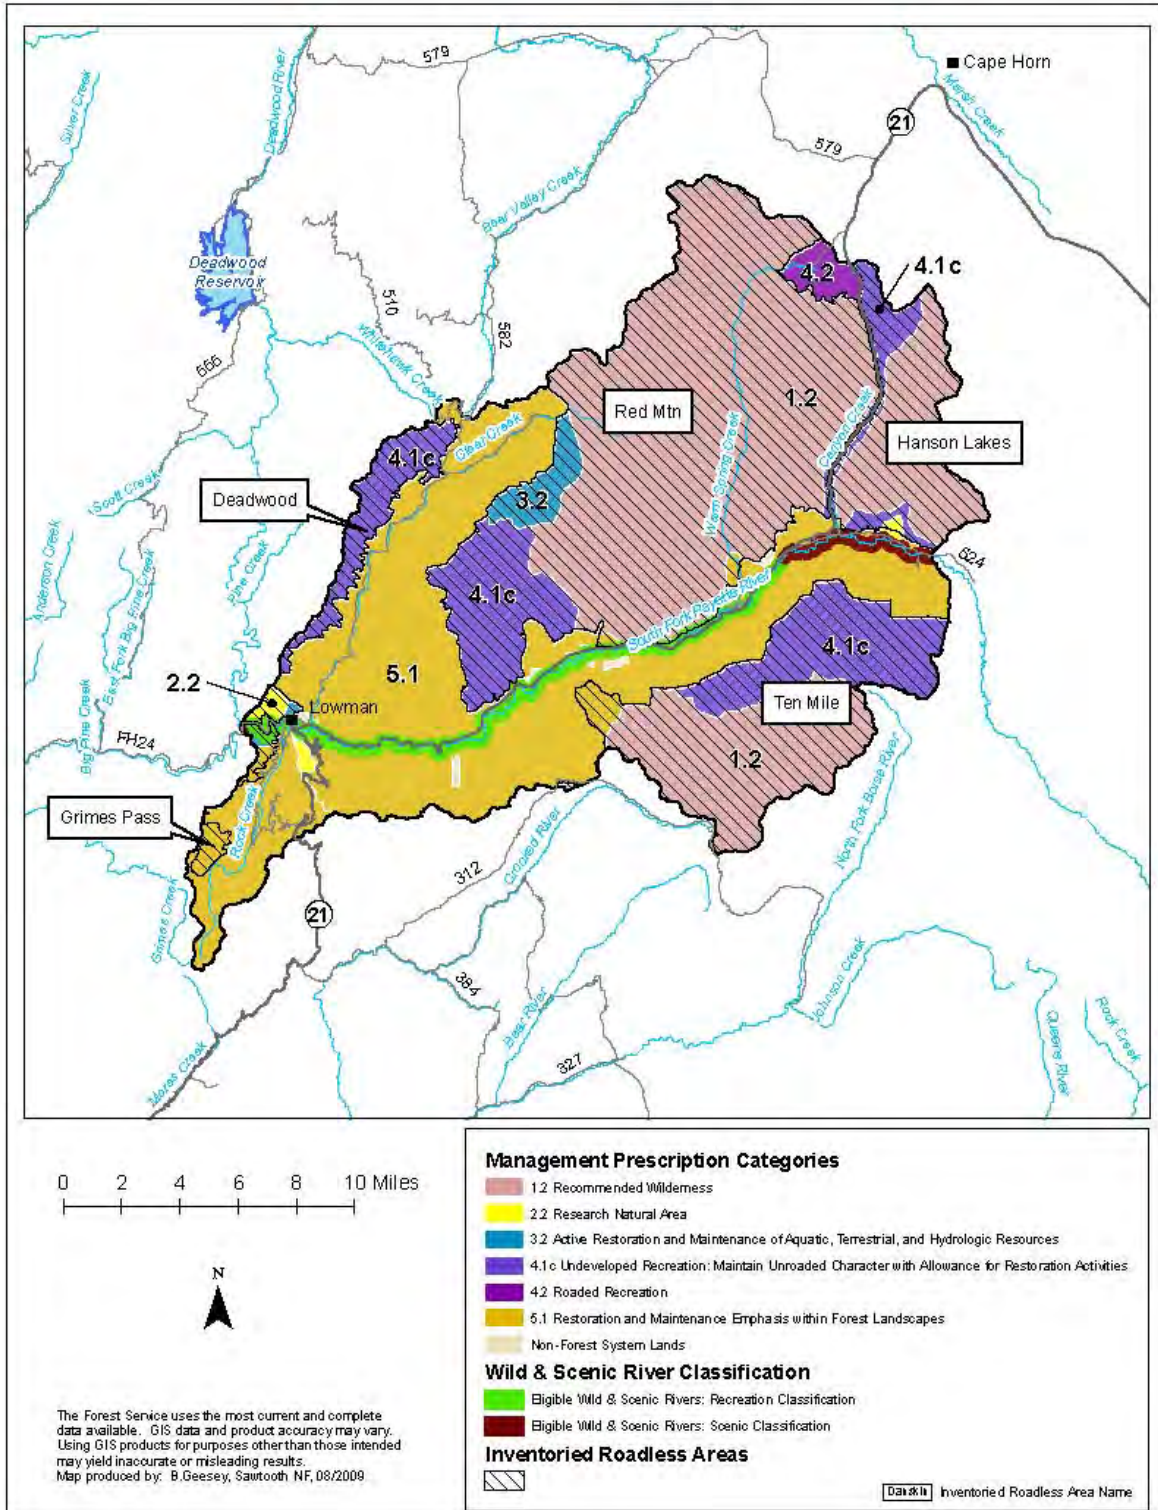 579
Cape Horn
Silver Creek
Deadwood River
Marsh Creek
21
579
Bear Valley Creek
Deadwood
Reservoir
4.2
4.1c
510
582
Whitehawk Creek
555
Red Mtn
1.2
Clear Creek
Warm Spring Creek
Canyon Creek
Hanson Lakes
4.1c
Scott Creek
Deadwood
3.2
524
Anderson Creek
Pine Creek
East Fork Big Pine Creek
4.1c
South Fork Payette River
4.1c
5.1
2.2
Lowman
Ten Mile
Big Pine Creek
FH24
1.2
North Fork Boise River
Grimes Pass
Rock Creek
312
Crooked River
Grimes Creek
21
384
Bear River
Johnson Creek
Queens River
Rock Creek
Mores Creek
327
0 2 4 6 8 10 Miles
N
The Forest Service uses the most current and complete
data available. GIS data and product accuracy may vary.
Using GIS products for purposes other than those intended
may yield inaccurate or misleading results.
Map produced by: B.Geesey, Sawtooth NF, 08/2009
Management Prescription Categories
1.2 Recommended Wilderness
2.2 Research Natural Area
3.2 Active Restoration and Maintenance of Aquatic, Terrestrial, and Hydrologic Resources
4.1c Undeveloped Recreation: Maintain Unroaded Character with Allowance for Restoration Activities
4.2 Roaded Recreation
5.1 Restoration and Maintenance Emphasis within Forest Landscapes
Non-Forest System Lands
Wild & Scenic River Classification
Eligible Wild & Scenic Rivers: Recreation Classification
Eligible Wild & Scenic Rivers: Scenic Classification
Inventoried Roadless Areas
Danskin Inventoried Roadless Area Name